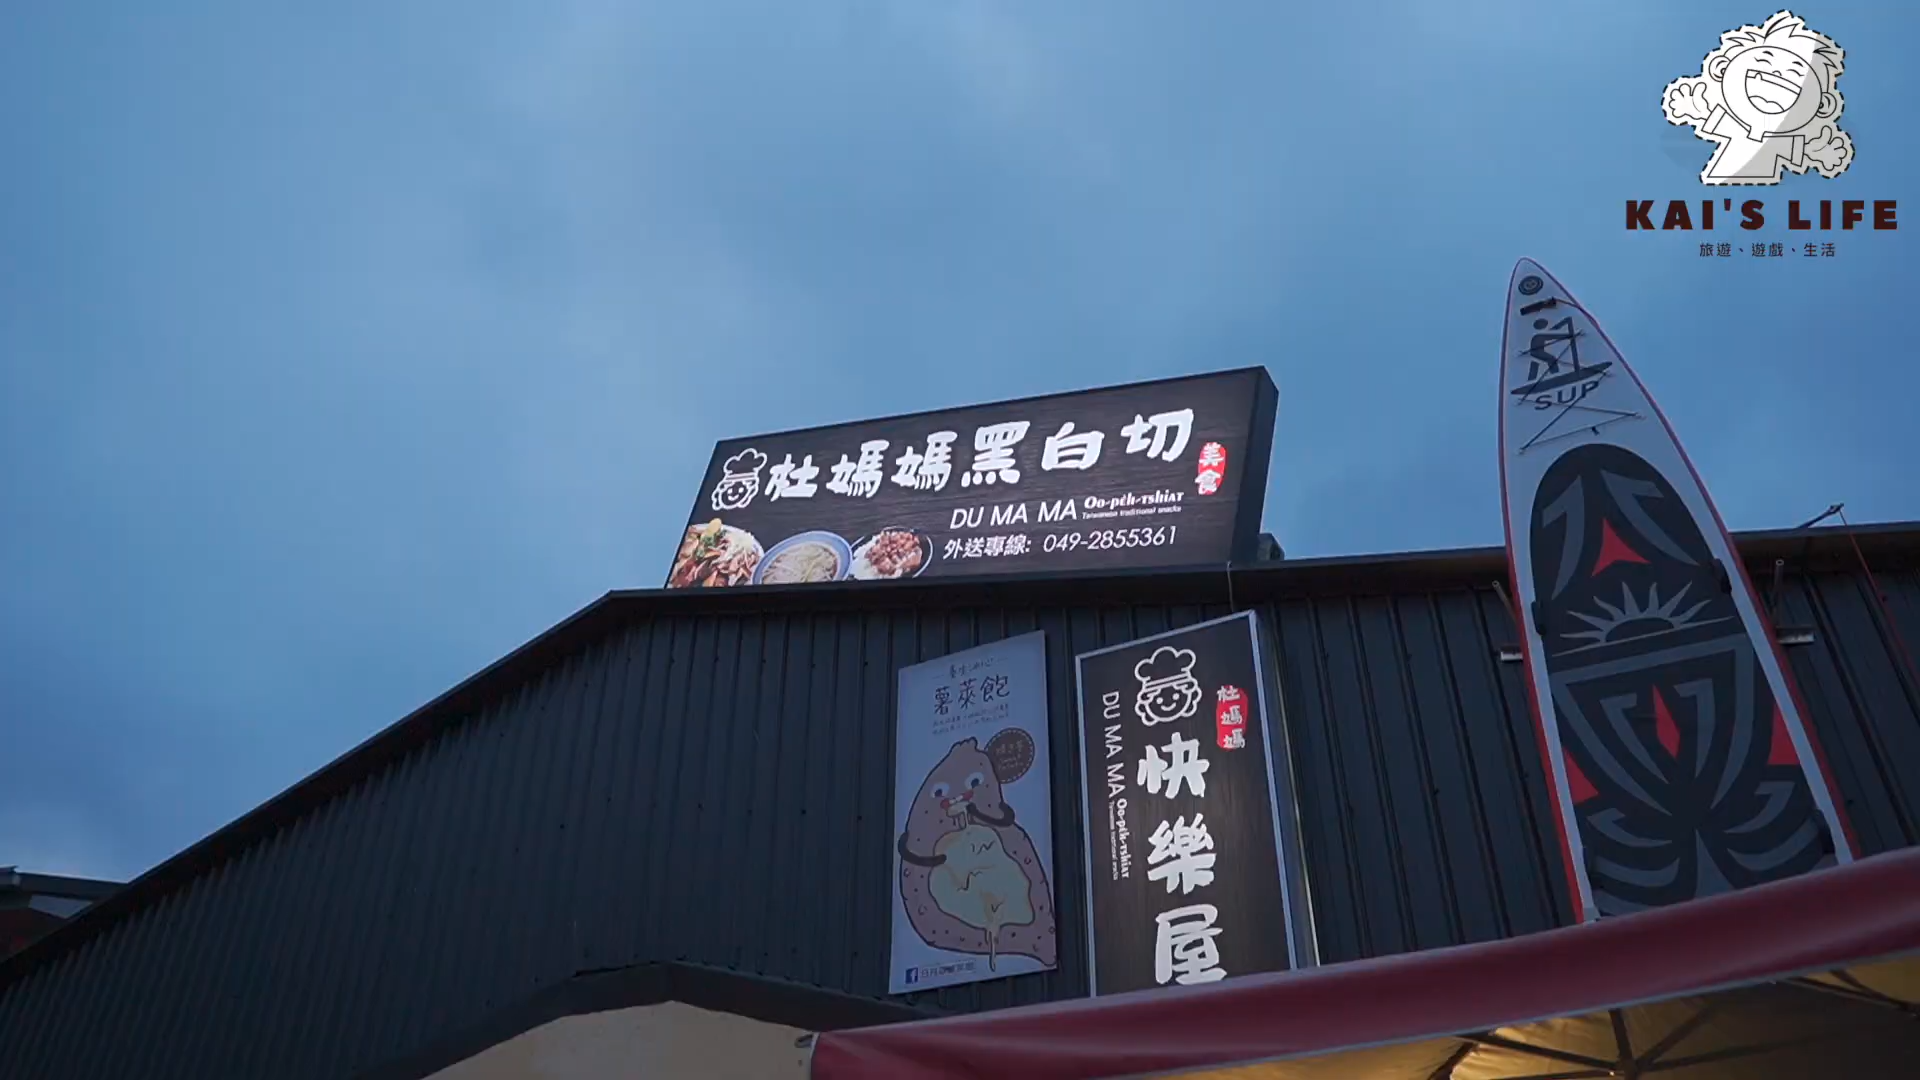 KAI'S LIFE
旅遊、遊戲、生活
SUP
杜媽媽黑白切
美食
DU MA MA Oo-pe̍h-tshiat
Taiwanese traditional snacks
外送專線: 049-2855361
薯萊飽
杜媽媽
快樂屋
DU MA MA Oo-pe̍h-tshiat
Taiwanese traditional snacks